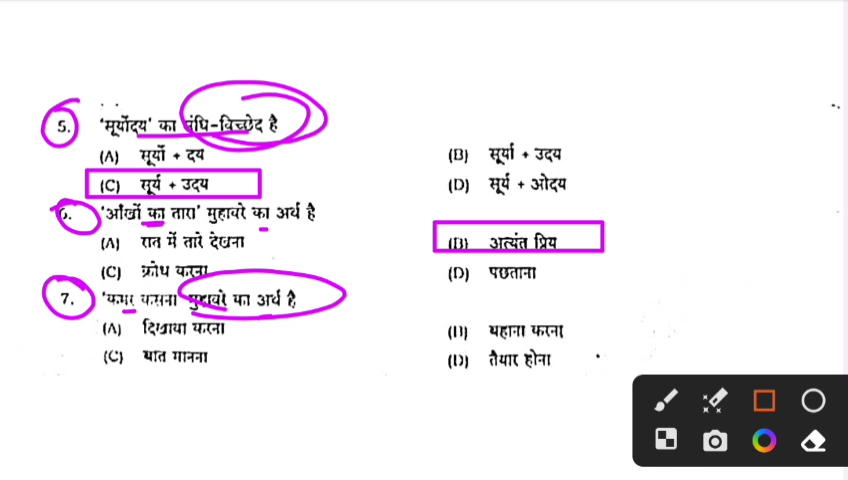 5. 'सूर्योदय' का संधि-विच्छेद है
(A) सूर्यो + दय (B) सूर्या + उदय
(C) सूर्य + उदय (D) सूर्य + ओदय
6. 'आँखों का तारा' मुहावरे का अर्थ है
(A) रात में तारे देखना (B) अत्यंत प्रिय
(C) क्रोध करना (D) पछताना
7. 'कमर कसना' मुहावरे का अर्थ है
(A) दिखावा करना (B) बहाना करना
(C) बात मानना (D) तैयार होना